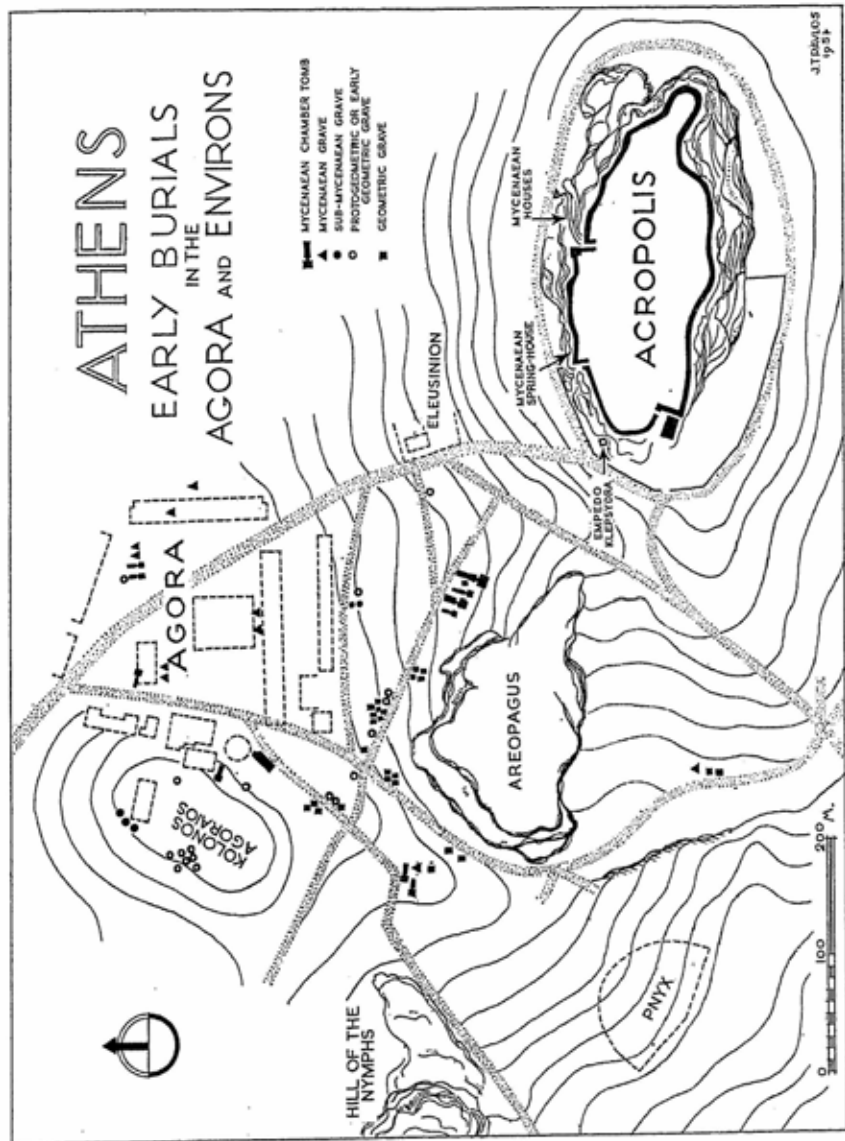 ATHENS
EARLY BURIALS
IN THE
AGORA AND ENVIRONS
MYCENAEAN CHAMBER TOMB
MYCENAEAN GRAVE
SUB-MYCENAEAN GRAVE
PROTOGEOMETRIC OR EARLY
GEOMETRIC GRAVE
GEOMETRIC GRAVE
AGORA
KOLONOS
AGORAIOS
ELEUSINION
MYCENAEAN
HOUSES
MYCENAEAN
SPRING-HOUSE
ACROPOLIS
EMPEDO
KLEPSYDRA
AREOPAGUS
HILL OF THE
NYMPHS
PNYX
0 100 200 M.
J.TRAVLOS